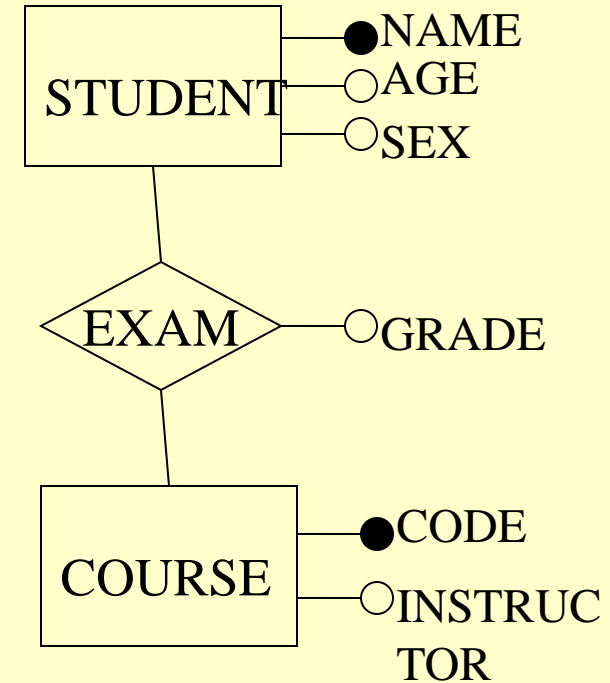 NAME
AGE
STUDENT
SEX
EXAM
GRADE
CODE
COURSE
INSTRUC
TOR